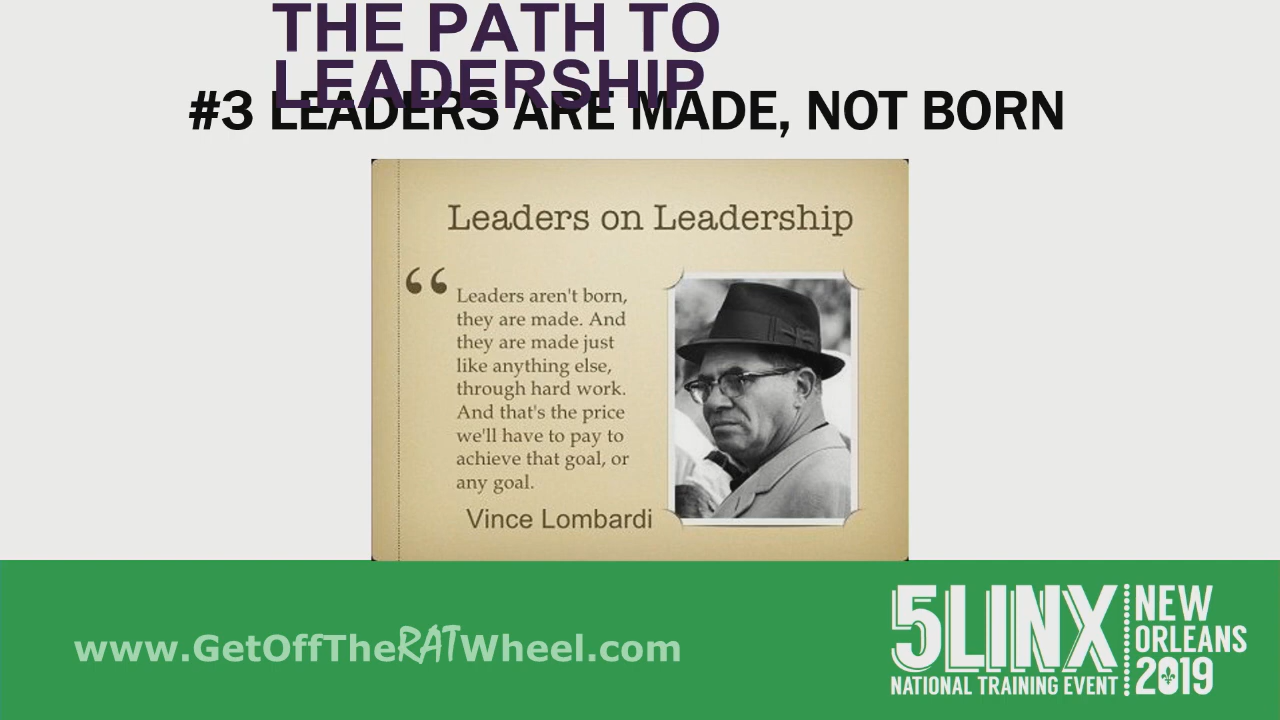 THE PATH TO
LEADERSHIP
#3 LEADERS ARE MADE, NOT BORN
Leaders on Leadership
“
Leaders aren't born,
they are made. And
they are made just
like anything else,
through hard work.
And that's the price
we'll have to pay to
achieve that goal, or
any goal.
Vince Lombardi
www.GetOffTheRATWheel.com
5LINX
NATIONAL TRAINING EVENT
NEW
ORLEANS
2019